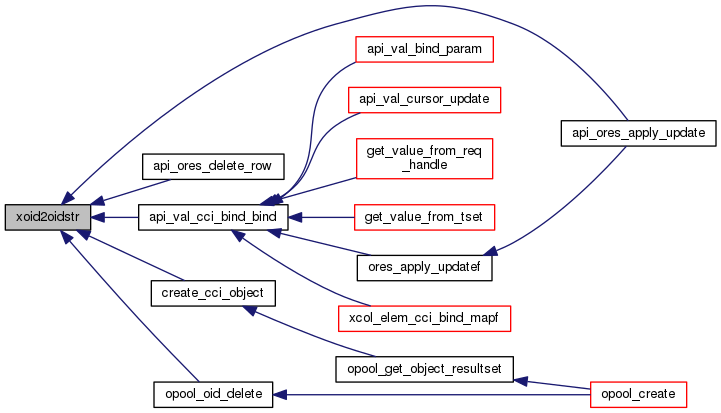 api_val_bind_param
api_val_cursor_update
api_ores_apply_update
get_value_from_req
_handle
api_ores_delete_row
xoid2oidstr
api_val_cci_bind_bind
get_value_from_tset
ores_apply_updatef
create_cci_object
xcol_elem_cci_bind_mapf
opool_get_object_resultset
opool_oid_delete
opool_create